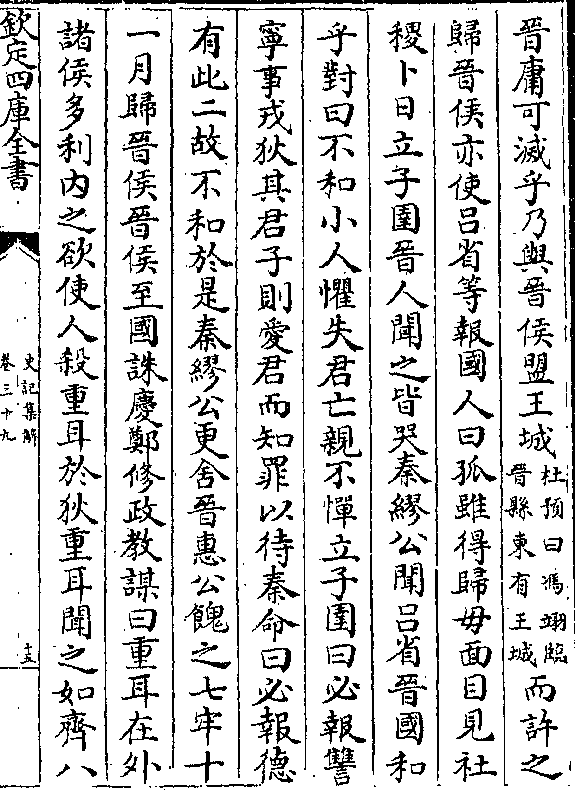 晉庸可滅乎乃與晉侯盟王城杜預曰馮翊臨晉縣東有王城而許之
歸晉侯亦使吕省等報國人曰孤雖得歸毋面目見社
稷卜日立子圉晉人聞之皆哭秦繆公聞吕省晉國和
乎對曰不和小人懼失君亡親不憚立子圉曰必報讐
寧事戎狄其君子則愛君而知罪以待秦命曰必報德
有此二故不和於是秦繆公更舍晉惠公餽之七牢十
一月歸晉侯晉侯至國誅慶鄭修政教謀曰重耳在外
諸侯多利内之欲使人殺重耳於狄重耳聞之如齊八
欽定四庫全書
史記集解
卷三十九
十五